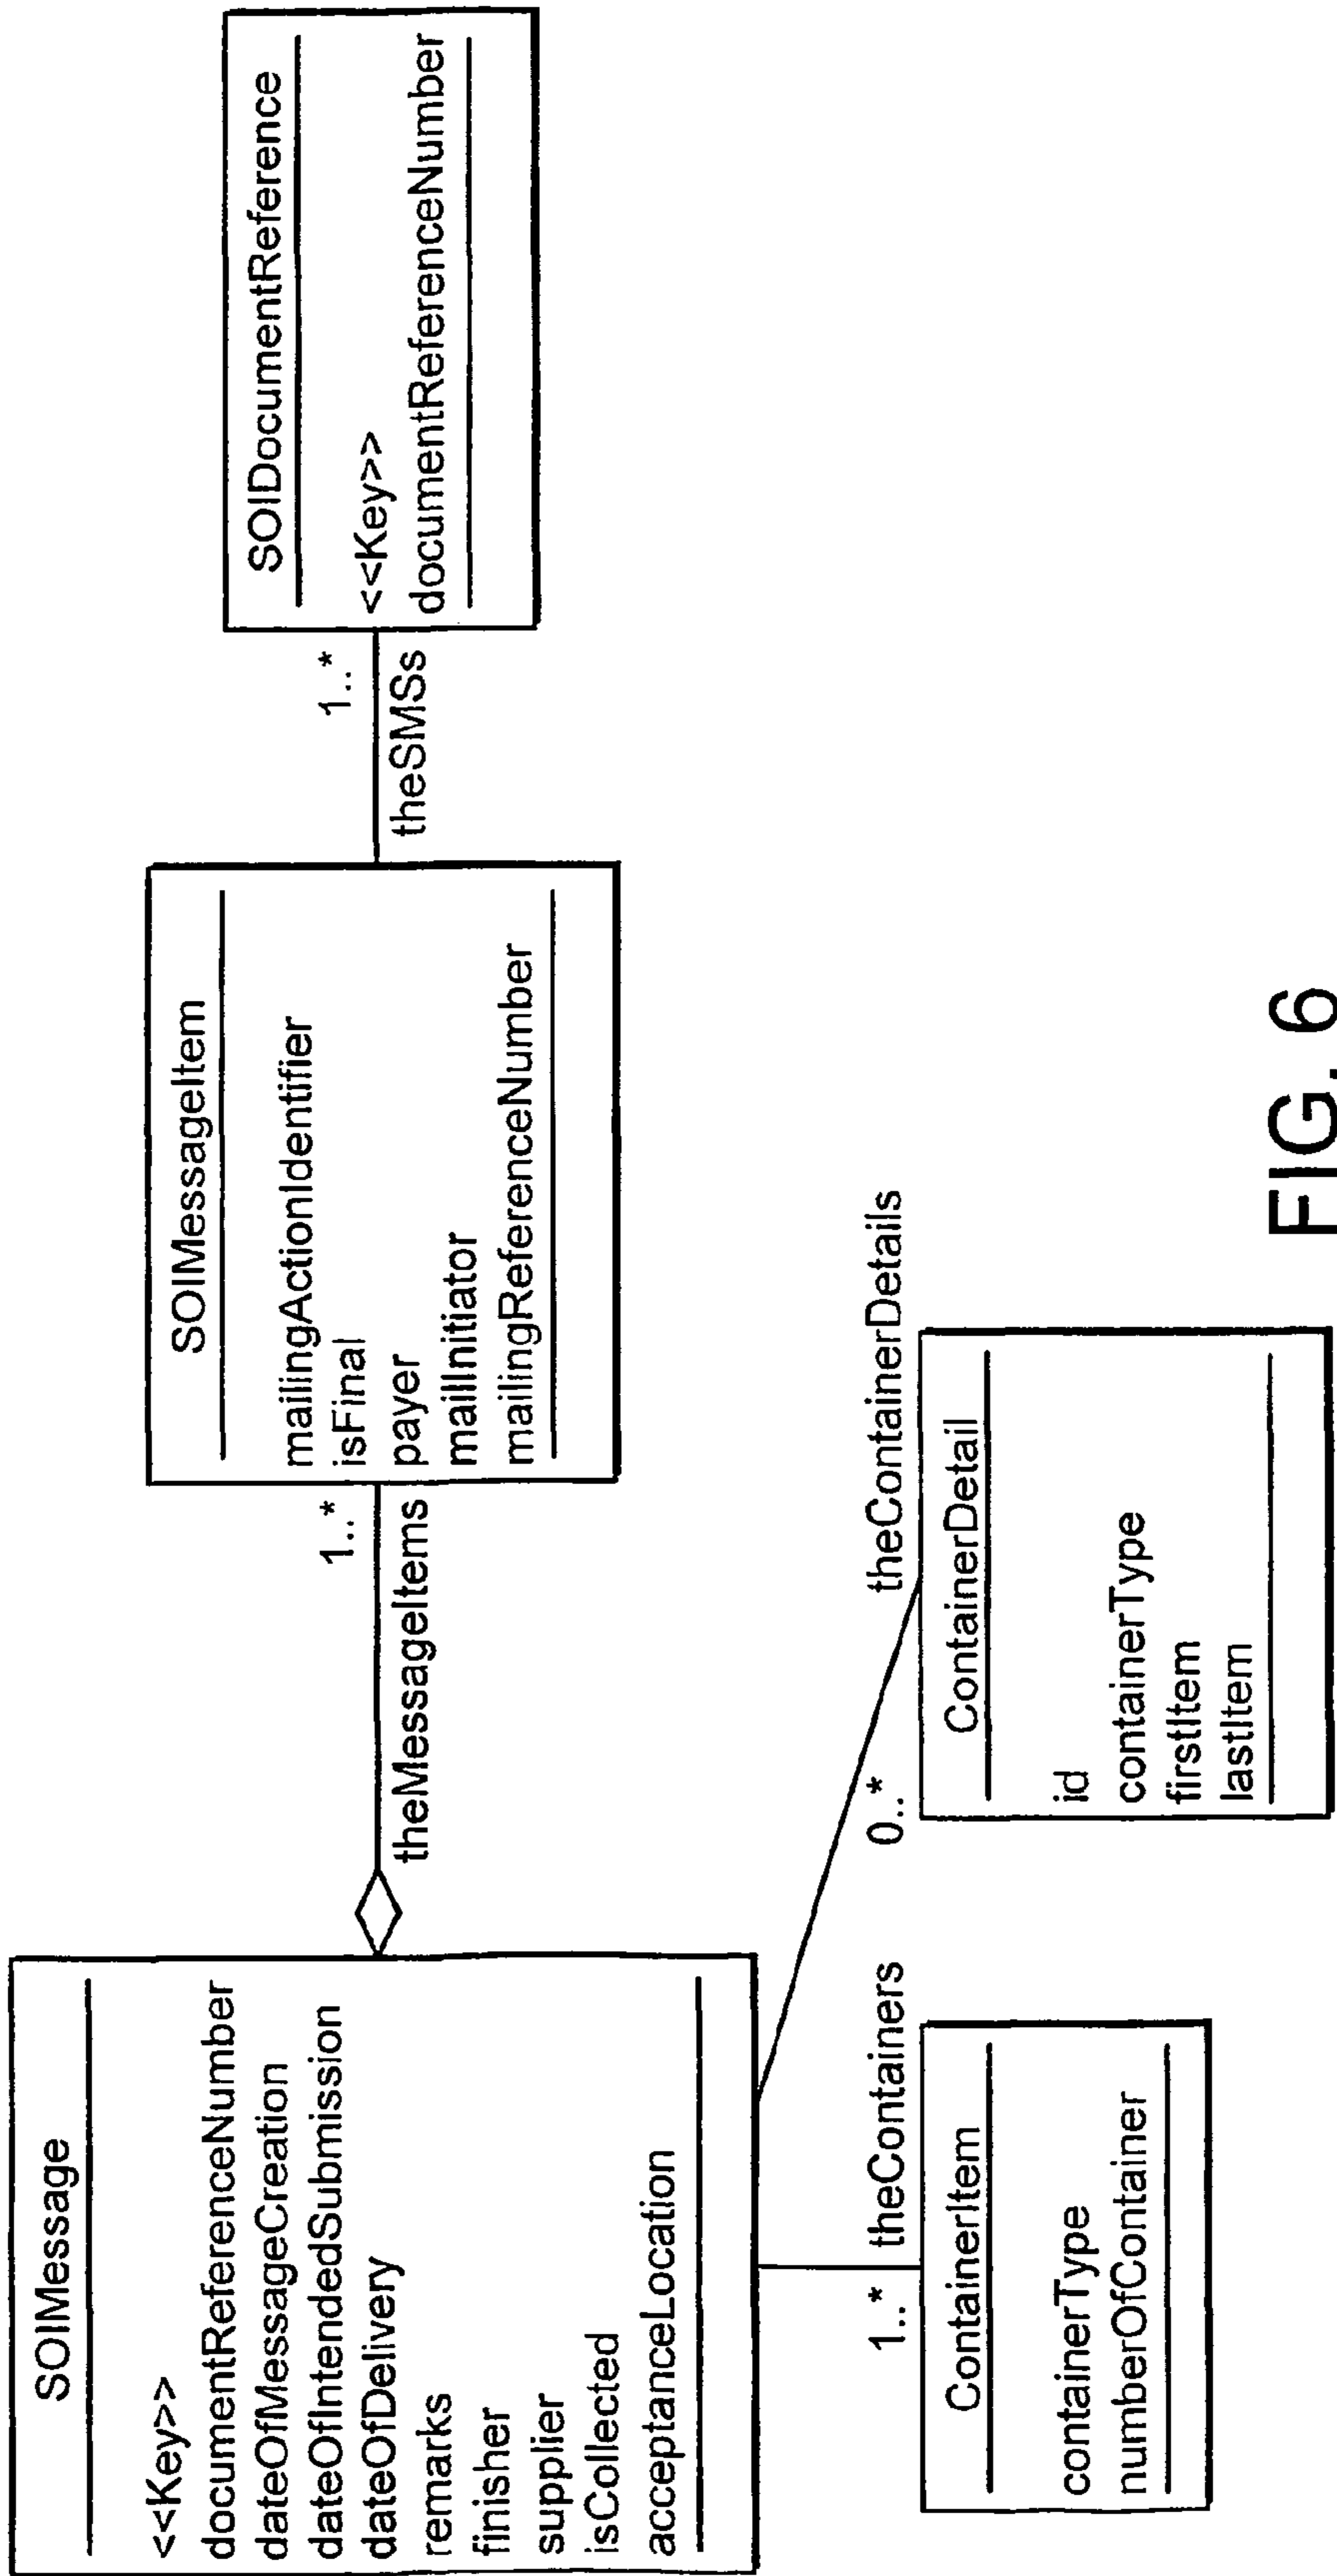 SOIMessage
<<Key>>
documentReferenceNumber
dateOfMessageCreation
dateOfIntendedSubmission
dateOfDelivery
remarks
finisher
supplier
isCollected
acceptanceLocation
theMessageItems
1..*
SOIMessageItem
mailingActionIdentifier
isFinal
payer
mailInitiator
mailingReferenceNumber
theSMSs
1..*
SOIDocumentReference
<<Key>>
documentReferenceNumber
1..*
theContainers
ContainerItem
containerType
numberOfContainer
0..*
theContainerDetails
ContainerDetail
id
containerType
firstItem
lastItem
FIG. 6